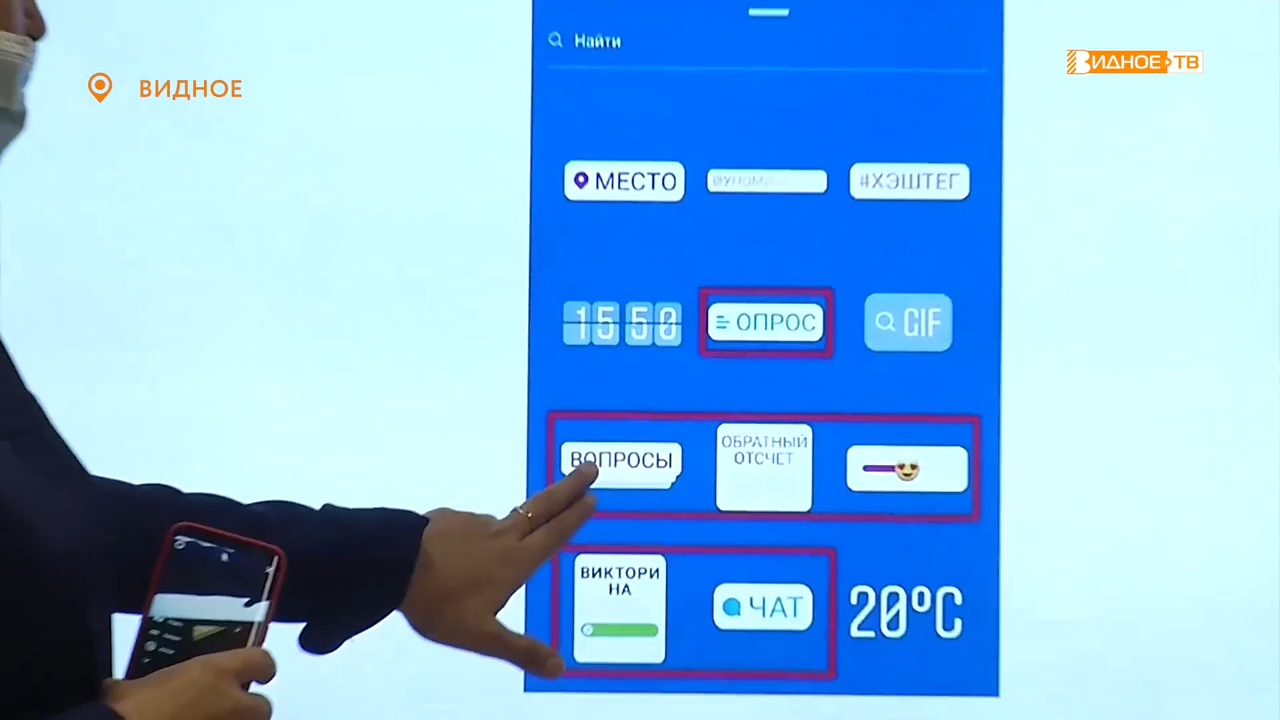 Найти
ВИДНОЕ
ВИДНОЕ ТВ
МЕСТО
#ХЭШТЕГ
15 50
ОПРОС
GIF
ВОПРОСЫ
ОБРАТНЫЙ
ОТСЧЕТ
ВИКТОРИ
НА
ЧАТ
20°C